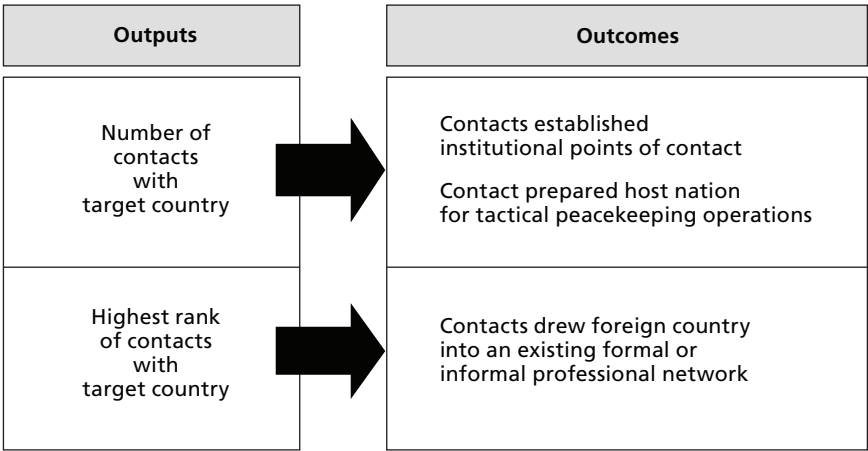 Outputs
Outcomes
Number of
contacts
with
target country
Contacts established
institutional points of contact
Contact prepared host nation
for tactical peacekeeping operations
Highest rank
of contacts
with
target country
Contacts drew foreign country
into an existing formal or
informal professional network